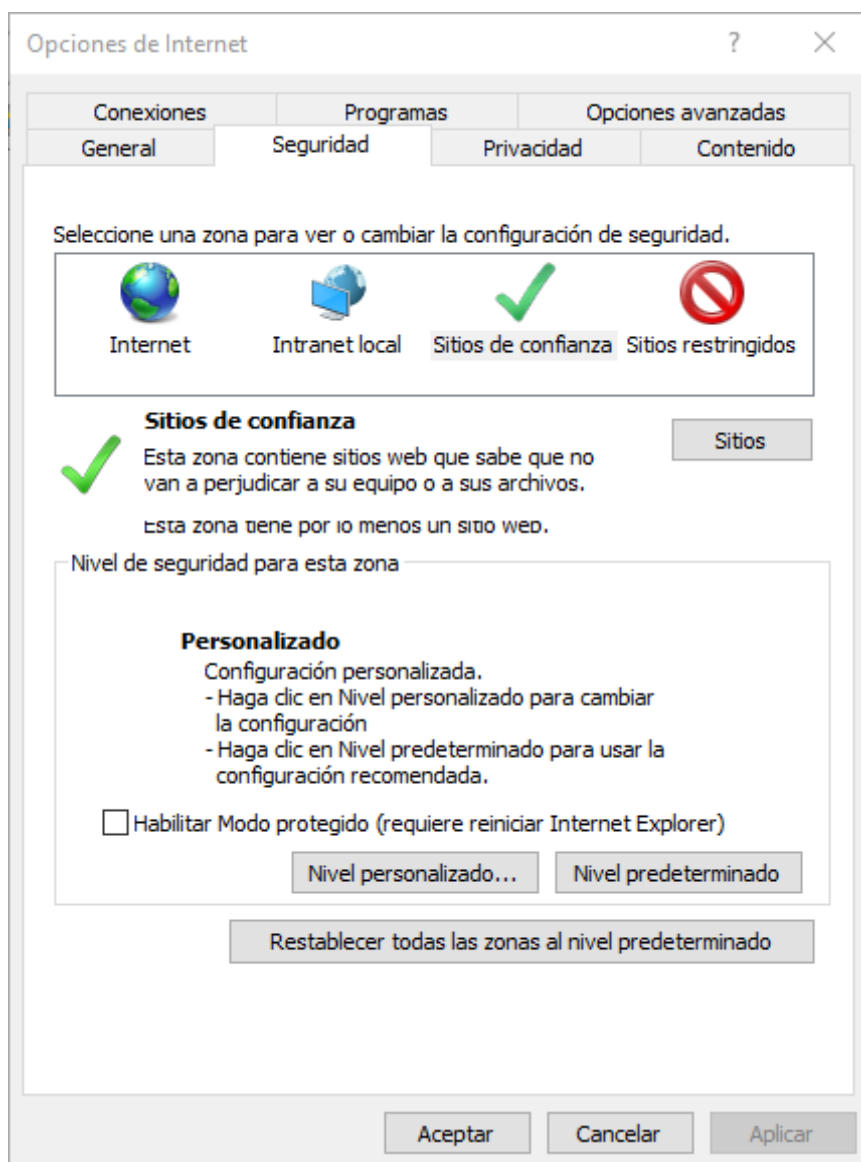 Opciones de Internet
?
Conexiones
Programas
Opciones avanzadas
General
Seguridad
Privacidad
Contenido
Seleccione una zona para ver o cambiar la configuración de seguridad.
Internet
Intranet local
Sitios de confianza
Sitios restringidos
Sitios de confianza
Sitios
Esta zona contiene sitios web que sabe que no
van a perjudicar a su equipo o a sus archivos.
Esta zona tiene por lo menos un sitio web.
Nivel de seguridad para esta zona
Personalizado
Configuración personalizada.
- Haga clic en Nivel personalizado para cambiar
la configuración
- Haga clic en Nivel predeterminado para usar la
configuración recomendada.
Habilitar Modo protegido (requiere reiniciar Internet Explorer)
Nivel personalizado...
Nivel predeterminado
Restablecer todas las zonas al nivel predeterminado
Aceptar
Cancelar
Aplicar